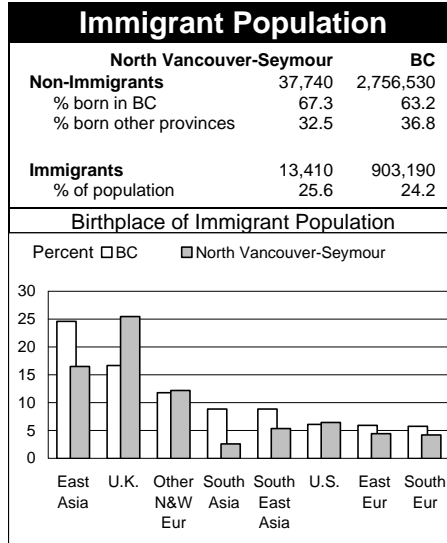 Immigrant Population
North Vancouver-Seymour BC
Non-Immigrants 37,740 2,756,530
% born in BC 67.3 63.2
% born other provinces 32.5 36.8
Immigrants 13,410 903,190
% of population 25.6 24.2
Birthplace of Immigrant Population
Percent BC North Vancouver-Seymour
30
25
20
15
10
5
0
East Asia
U.K.
Other N&W Eur
South Asia
South East Asia
U.S.
East Eur
South Eur